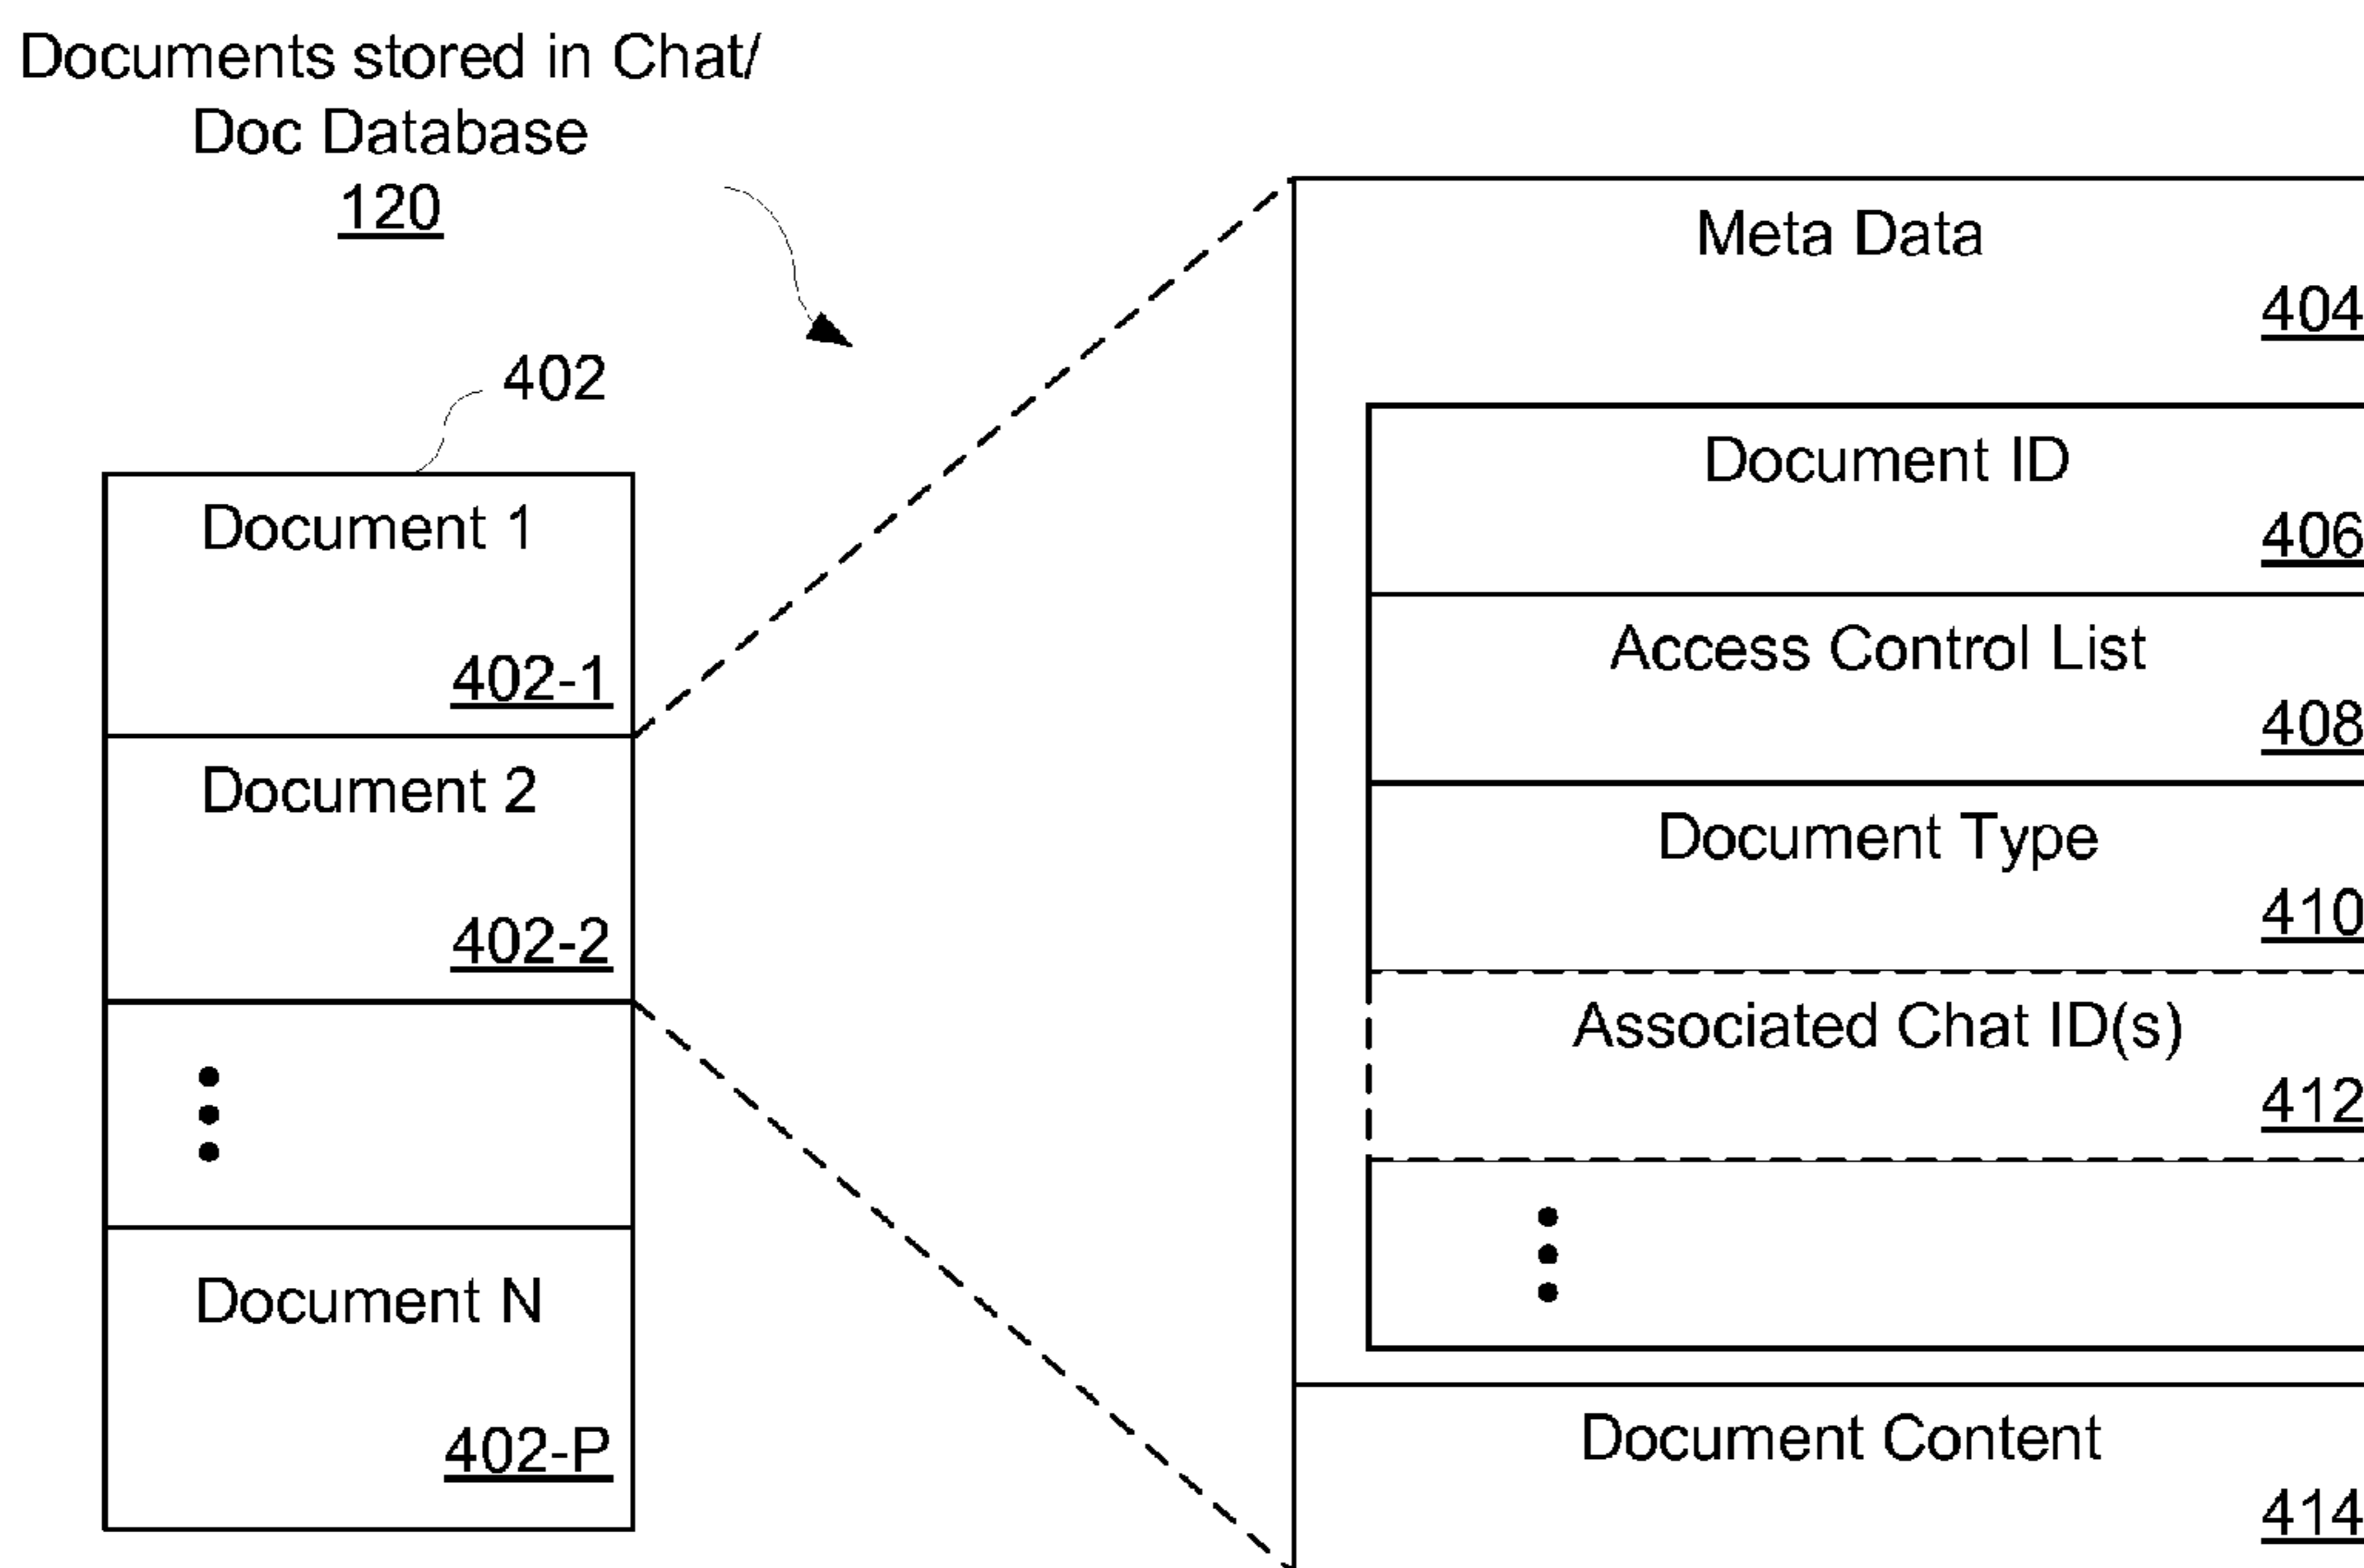 Documents stored in Chat/
Doc Database
120
402
Document 1
402-1
Document 2
402-2
Document N
402-P
Meta Data
404
Document ID
406
Access Control List
408
Document Type
410
Associated Chat ID(s)
412
Document Content
414